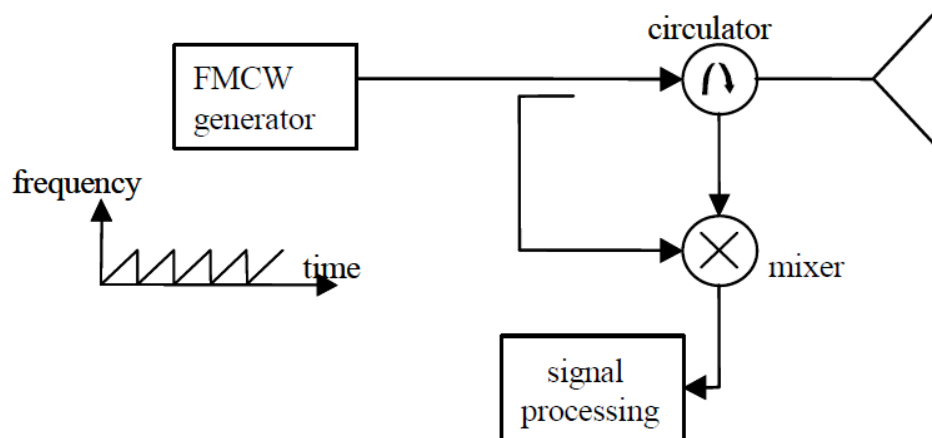 circulator
FMCW
generator
frequency
time
mixer
signal
processing